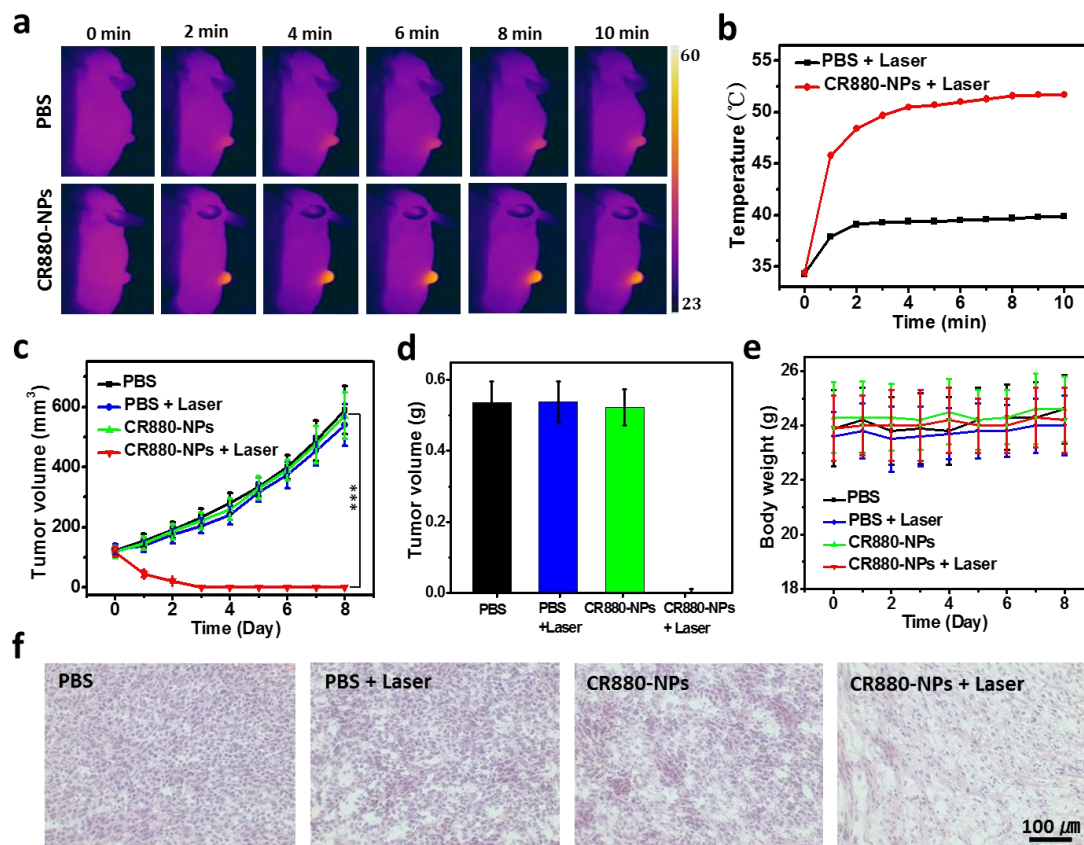 a
0 min 2 min 4 min 6 min 8 min 10 min
PBS
CR880-NPs
60
23
b
PBS + Laser
CR880-NPs + Laser
Temperature (℃)
55
50
45
40
35
0 2 4 6 8 10
Time (min)
c
PBS
PBS + Laser
CR880-NPs
CR880-NPs + Laser
Tumor volume (mm3)
600
400
200
0
***
0 2 4 6 8
Time (Day)
d
Tumor volume (g)
0.6
0.4
0.2
0.0
PBS PBS CR880-NPs CR880-NPs
+Laser + Laser
e
Body weight (g)
28
26
24
22
20
18
PBS
PBS + Laser
CR880-NPs
CR880-NPs + Laser
0 2 4 6 8
Time (Day)
f
PBS
PBS + Laser
CR880-NPs
CR880-NPs + Laser
100 μm